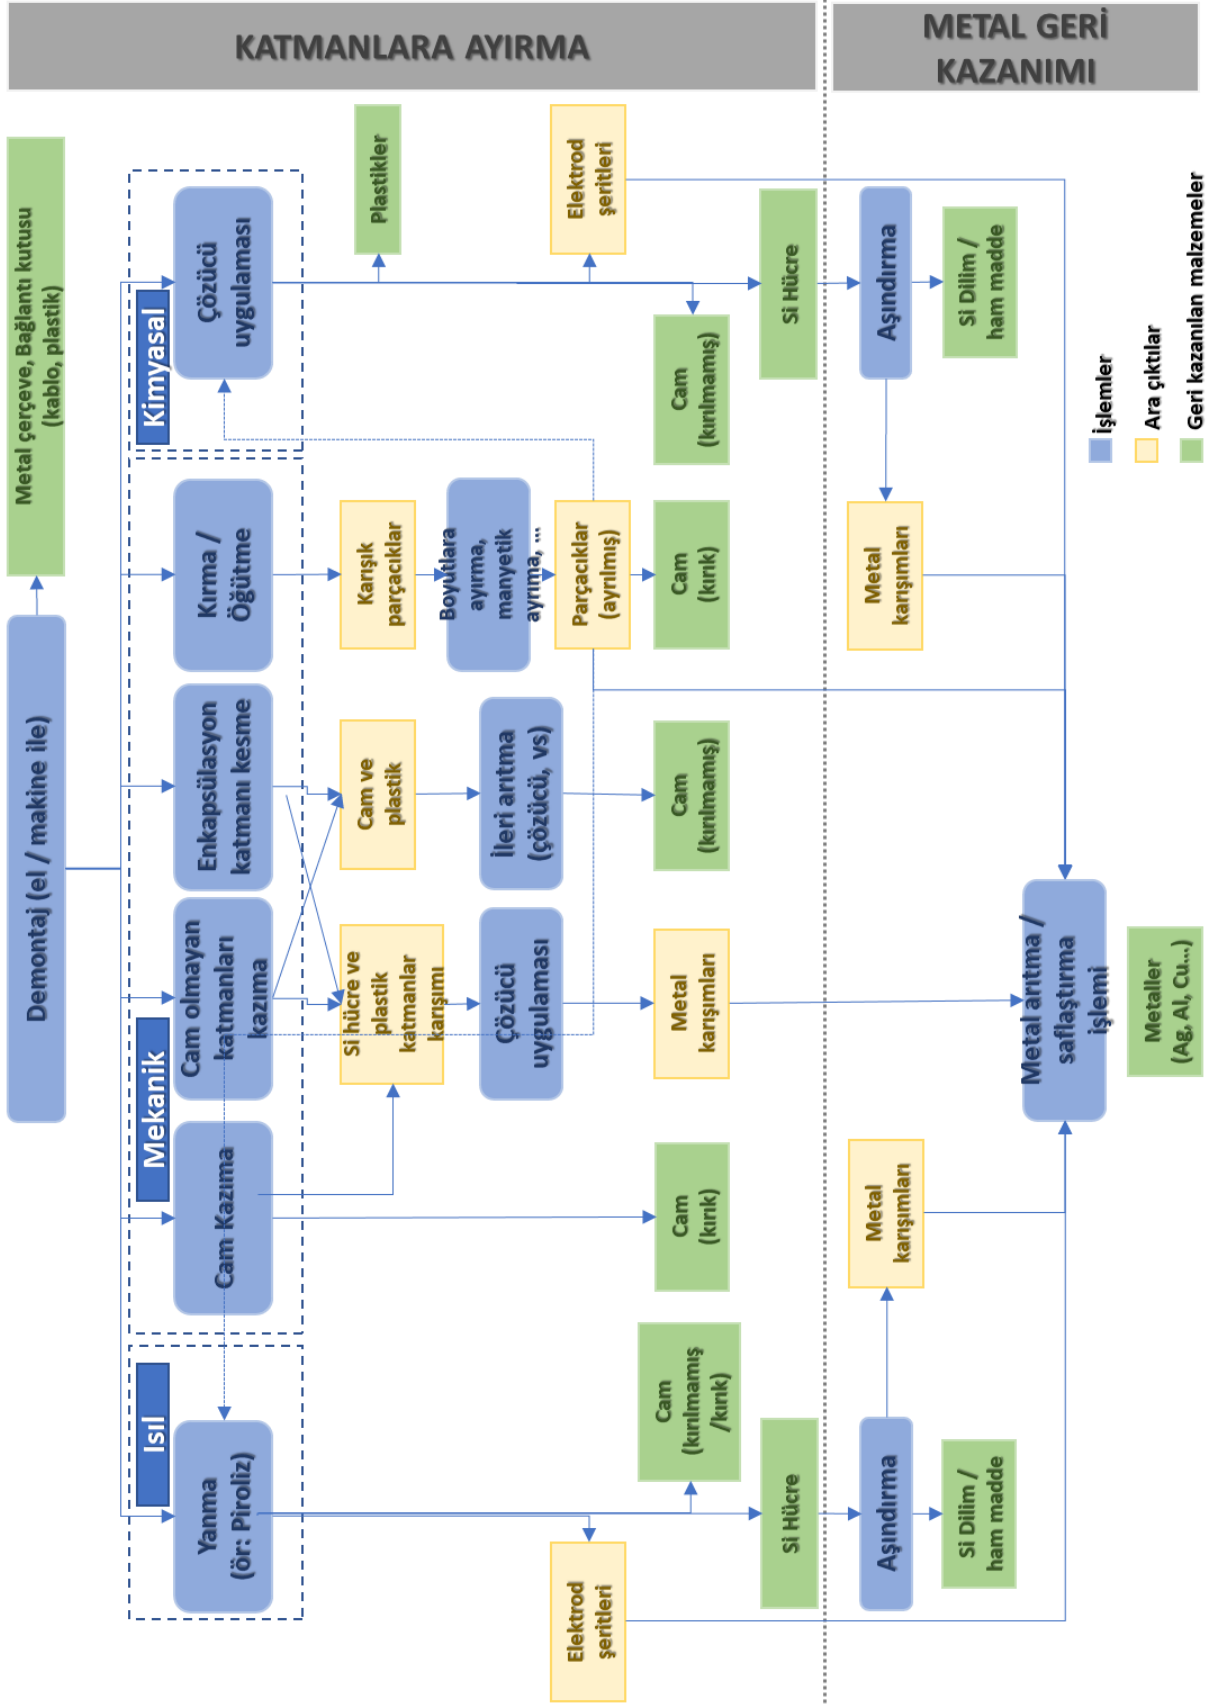 KATMANLARA AYIRMA
METAL GERİ
KAZANIMI
Demontaj (el / makine ile)
Metal çerçeve, Bağlantı kutusu
(kablo, plastik)
Isıl
Mekanik
Kimyasal
Yanma
(ör: Piroliz)
Cam Kazıma
Cam olmayan
katmanları
kazıma
Enkapsülasyon
katmanı kesme
Kırma /
Öğütme
Çözücü
uygulaması
Si hücre ve
plastik
katmanlar
karışımı
Cam ve
plastik
Karışık
parçacıklar
Plastikler
Çözücü
uygulaması
İleri arıtma
(çözücü, vs)
Boyutlara
ayırma,
manyetik
ayrıma, ...
Elektrod
şeritleri
Parçacıklar
(ayrılmış)
Elektrod
şeritleri
Cam
(kırılmamış
/kırık)
Cam
(kırık)
Metal
karışımları
Cam
(kırılmamış)
Cam
(kırık)
Cam
(kırılmamış)
Si Hücre
Si Hücre
Aşındırma
Metal
karışımları
Metal
karışımları
Aşındırma
Si Dilim /
ham madde
Si Dilim /
ham madde
Metal arıtma /
saflaştırma
işlemi
Metaller
(Ag, Al, Cu...)
İşlemler
Ara çıktılar
Geri kazanılan malzemeler